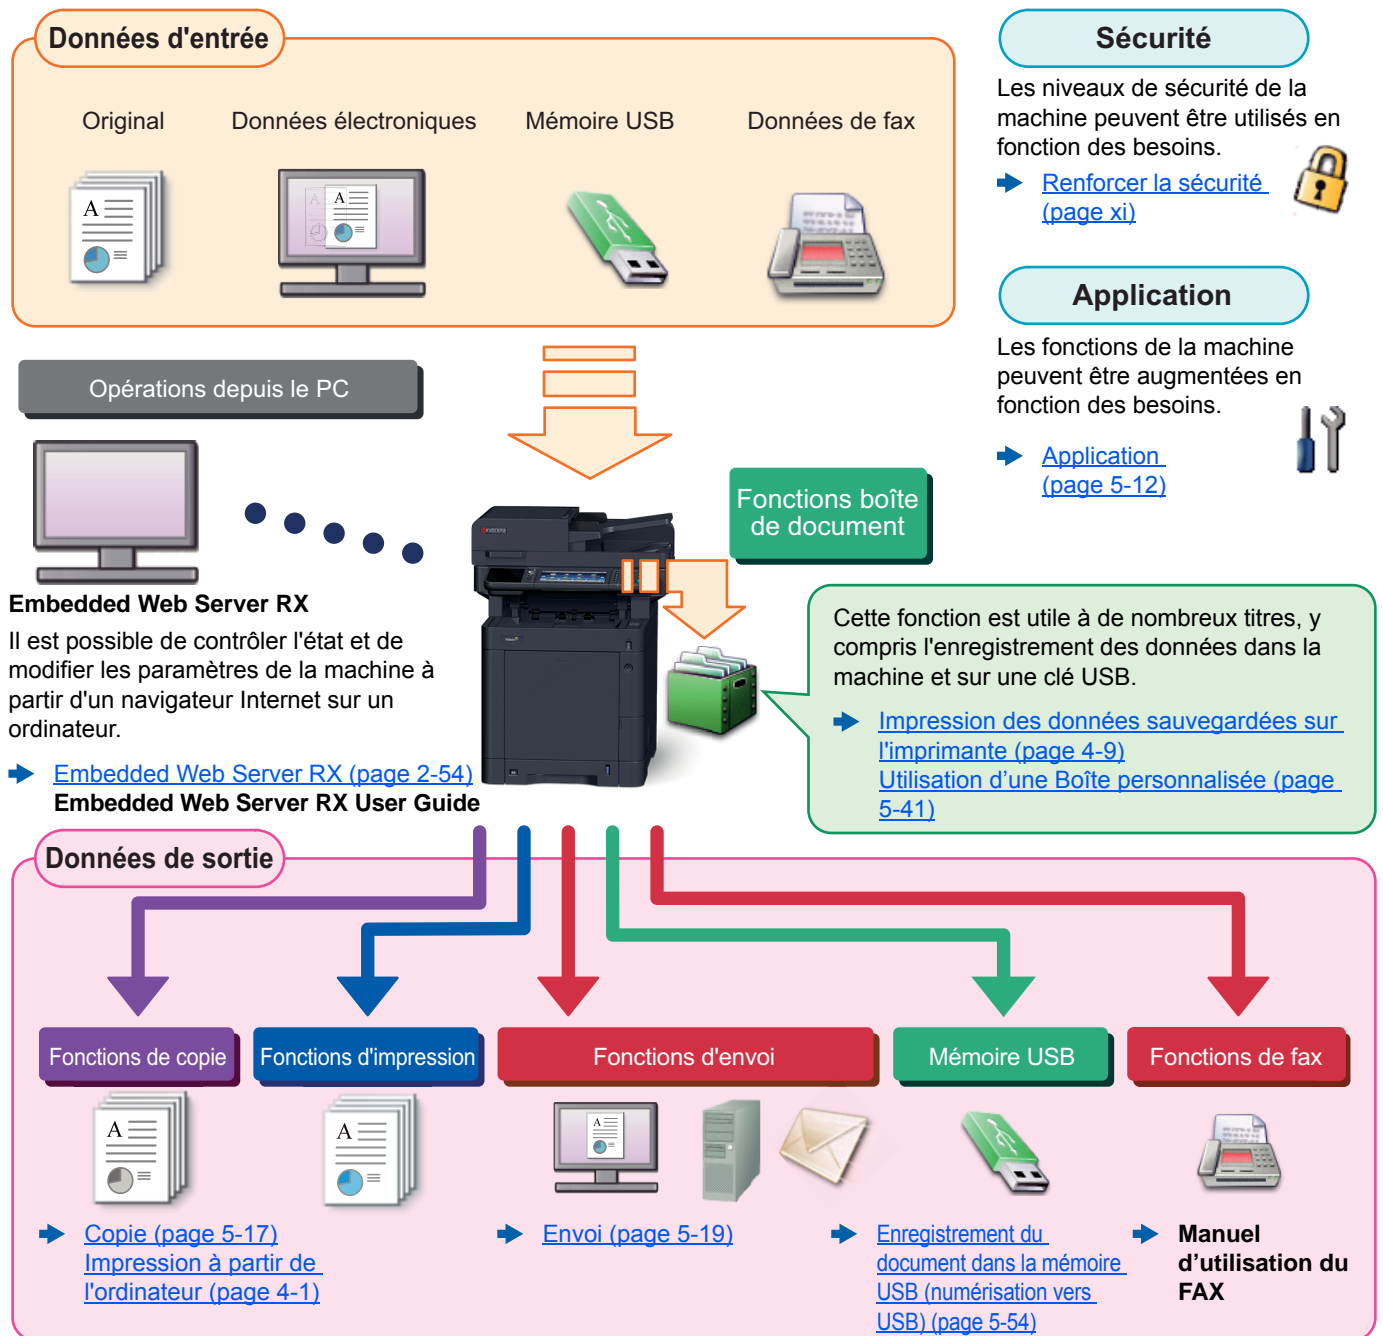 Données d'entrée
Original
Données électroniques
Mémoire USB
Données de fax
Sécurité
Les niveaux de sécurité de la
machine peuvent être utilisés en
fonction des besoins.
Renforcer la sécurité
(page xi)
Application
Les fonctions de la machine
peuvent être augmentées en
fonction des besoins.
Application
(page 5-12)
Opérations depuis le PC
Embedded Web Server RX
Il est possible de contrôler l'état et de
modifier les paramètres de la machine à
partir d'un navigateur Internet sur un
ordinateur.
Embedded Web Server RX (page 2-54)
Embedded Web Server RX User Guide
KYOCERA
Fonctions boîte
de document
Cette fonction est utile à de nombreux titres, y
compris l'enregistrement des données dans la
machine et sur une clé USB.
Impression des données sauvegardées sur
l'imprimante (page 4-9)
Utilisation d’une Boîte personnalisée (page
5-41)
Données de sortie
Fonctions de copie
Fonctions d'impression
Fonctions d'envoi
Mémoire USB
Fonctions de fax
A
A
A
A
A
Copie (page 5-17)
Impression à partir de
l'ordinateur (page 4-1)
Envoi (page 5-19)
Enregistrement du
document dans la mémoire
USB (numérisation vers
USB) (page 5-54)
Manuel
d’utilisation du
FAX